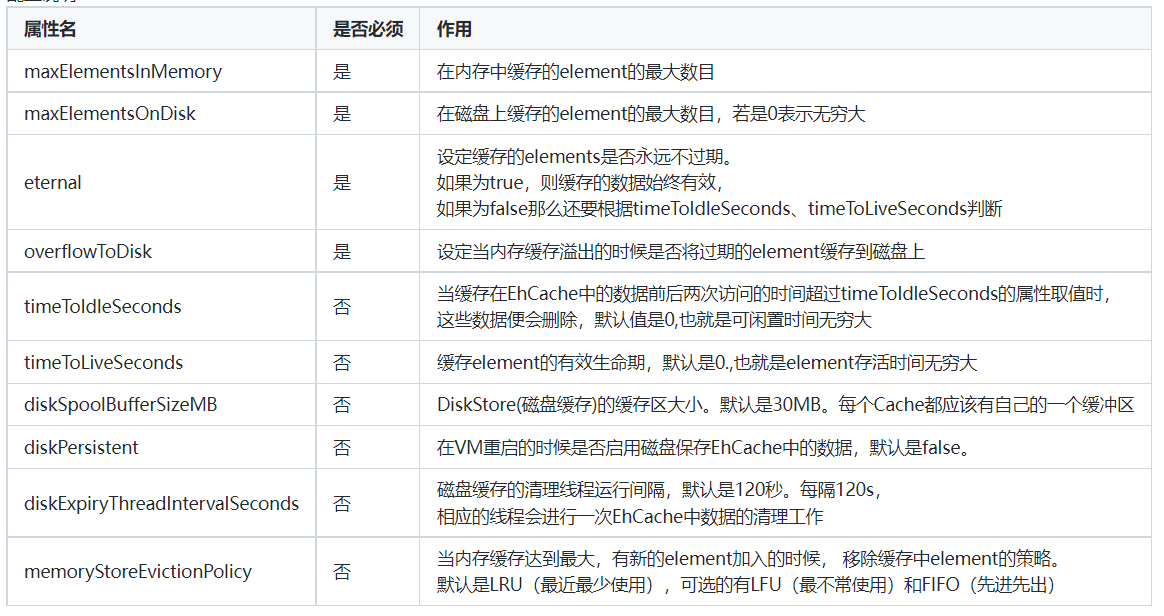 属性名 是否必须 作用
maxElementsInMemory 是 在内存中缓存的element的最大数目
maxElementsOnDisk 是 在磁盘上缓存的element的最大数目，若是0表示无穷大
eternal 是 设定缓存的elements是否永远不过期。
如果为true，则缓存的数据始终有效，
如果为false那么还要根据timeToIdleSeconds、timeToLiveSeconds判断
overflowToDisk 是 设定当内存缓存溢出的时候是否将过期的element缓存到磁盘上
timeToIdleSeconds 否 当缓存在EhCache中的数据前后两次访问的时间超过timeToIdleSeconds的属性取值时，
这些数据便会删除，默认值是0,也就是可闲置时间无穷大
timeToLiveSeconds 否 缓存element的有效生命期，默认是0.,也就是element存活时间无穷大
diskSpoolBufferSizeMB 否 DiskStore(磁盘缓存)的缓存区大小。默认是30MB。每个Cache都应该有自己的一个缓冲区
diskPersistent 否 在VM重启的时候是否启用磁盘保存EhCache中的数据，默认是false。
diskExpiryThreadIntervalSeconds 否 磁盘缓存的清理线程运行间隔，默认是120秒。每隔120s，
相应的线程会进行一次EhCache中数据的清理工作
memoryStoreEvictionPolicy 否 当内存缓存达到最大，有新的element加入的时候， 移除缓存中element的策略。
默认是LRU（最近最少使用），可选的有LFU（最不常使用）和FIFO（先进先出）